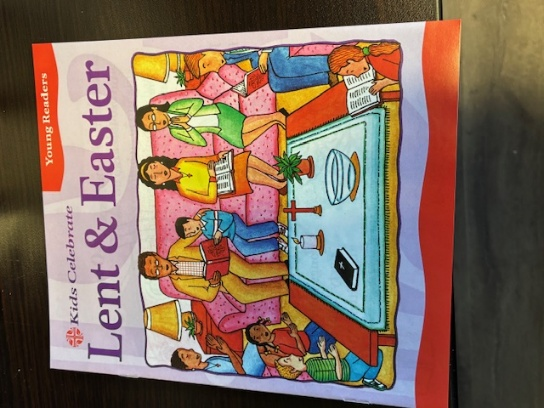 Young Readers
Kids Celebrate
Lent & Easter